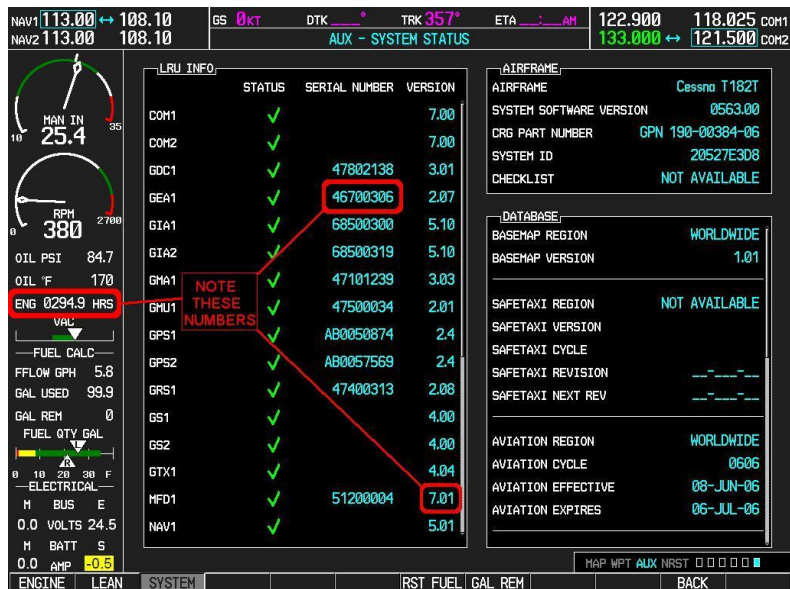 NAV1 113.00 ↔ 108.10 GS 0KT DTK ___° TRK 357° ETA __:__AM 122.900 118.025 COM1
NAV2 113.00 108.10 AUX - SYSTEM STATUS 133.000 ↔ 121.500 COM2
MAN IN
10 25.4 35
RPM
0 380 2700
OIL PSI 84.7
OIL °F 170
ENG 0294.9 HRS
VAC
FUEL CALC
FFLOW GPH 5.8
GAL USED 99.9
GAL REM 0
FUEL QTY GAL
L
R
0 10 20 30 F
ELECTRICAL
M BUS E
0.0 VOLTS 24.5
M BATT S
0.0 AMP -0.5
LRU INFO
STATUS SERIAL NUMBER VERSION
COM1 ✓ 7.00
COM2 ✓ 7.00
GDC1 ✓ 47802138 3.01
GEA1 ✓ 46700306 2.07
GIA1 ✓ 68500300 5.10
GIA2 ✓ 68500319 5.10
GMA1 ✓ 47101239 3.03
GMU1 ✓ 47500034 2.01
GPS1 ✓ AB0050874 2.4
GPS2 ✓ AB0057569 2.4
GRS1 ✓ 47400313 2.08
GS1 ✓ 4.00
GS2 ✓ 4.00
GTX1 ✓ 4.04
MFD1 ✓ 51200004 7.01
NAV1 ✓ 5.01
NOTE
THESE
NUMBERS
AIRFRAME
AIRFRAME Cessna T182T
SYSTEM SOFTWARE VERSION 0563.00
CRG PART NUMBER GPN 190-00384-06
SYSTEM ID 20527E3D8
CHECKLIST NOT AVAILABLE
DATABASE
BASEMAP REGION WORLDWIDE
BASEMAP VERSION 1.01
SAFETAXI REGION NOT AVAILABLE
SAFETAXI VERSION
SAFETAXI CYCLE
SAFETAXI REVISION __-___-__
SAFETAXI NEXT REV __-___-__
AVIATION REGION WORLDWIDE
AVIATION CYCLE 0606
AVIATION EFFECTIVE 08-JUN-06
AVIATION EXPIRES 06-JUL-06
MAP WPT AUX NRST
ENGINE LEAN SYSTEM RST FUEL GAL REM BACK